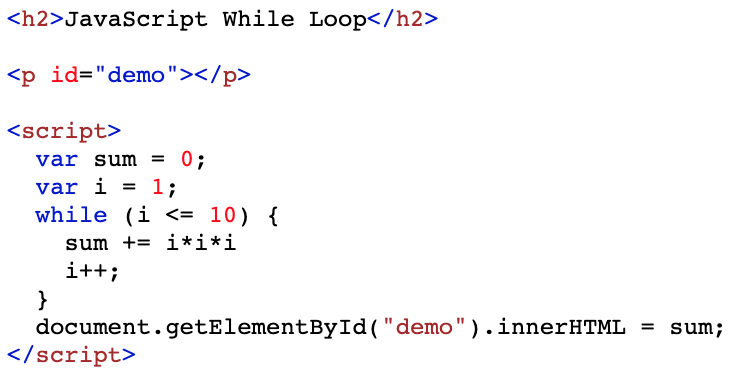 <h2>JavaScript While Loop</h2>
<p id="demo"></p>
<script>
var sum = 0;
var i = 1;
while (i <= 10) {
sum += i*i*i
i++;
}
document.getElementById("demo").innerHTML = sum;
</script>